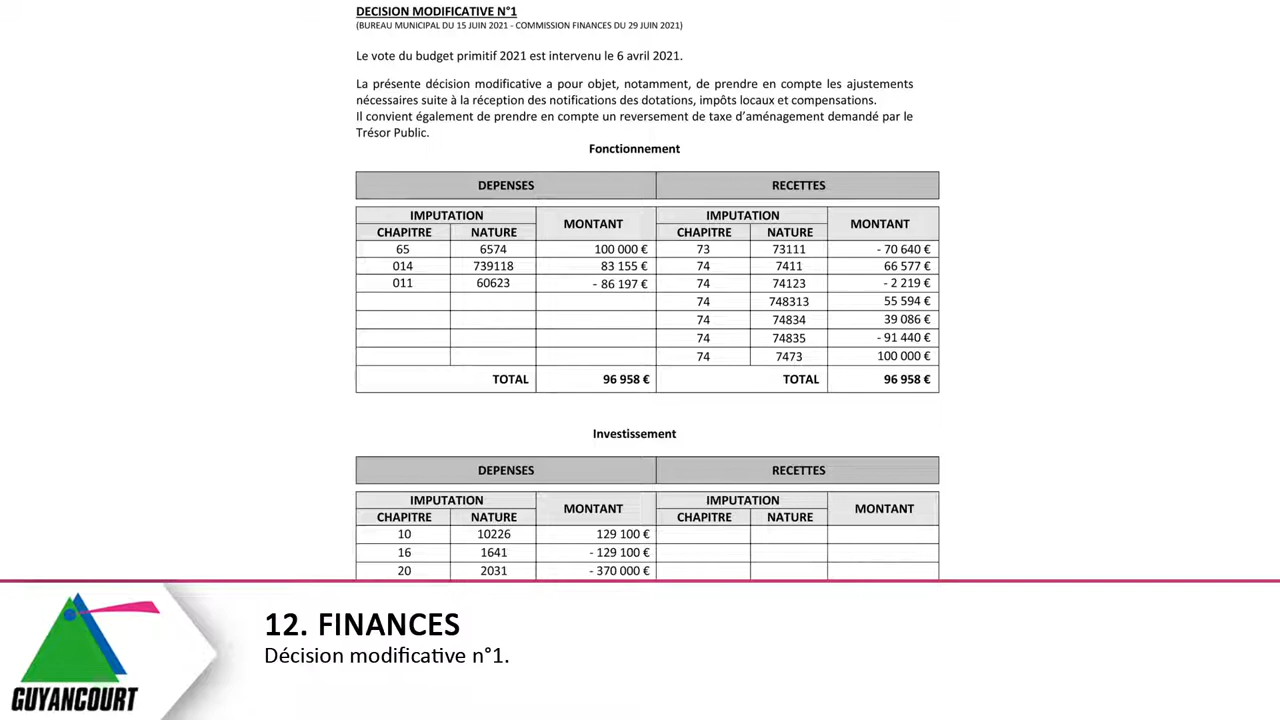 DECISION MODIFICATIVE N°1
(BUREAU MUNICIPAL DU 15 JUIN 2021 - COMMISSION FINANCES DU 29 JUIN 2021)
Le vote du budget primitif 2021 est intervenu le 6 avril 2021.
La présente décision modificative a pour objet, notamment, de prendre en compte les ajustements
nécessaires suite à la réception des notifications des dotations, impôts locaux et compensations.
Il convient également de prendre en compte un reversement de taxe d'aménagement demandé par le
Trésor Public.
Fonctionnement
DEPENSES RECETTES
IMPUTATION MONTANT IMPUTATION MONTANT
CHAPITRE NATURE CHAPITRE NATURE
65 6574 100 000 € 73 73111 - 70 640 €
014 739118 83 155 € 74 7411 66 577 €
011 60623 - 86 197 € 74 74123 - 2 219 €
74 748313 55 594 €
74 74834 39 086 €
74 74835 - 91 440 €
74 7473 100 000 €
TOTAL 96 958 € TOTAL 96 958 €
Investissement
DEPENSES RECETTES
IMPUTATION MONTANT IMPUTATION MONTANT
CHAPITRE NATURE CHAPITRE NATURE
10 10226 129 100 €
16 1641 - 129 100 €
20 2031 - 370 000 €
12. FINANCES
Décision modificative n°1.
GUYANCOURT